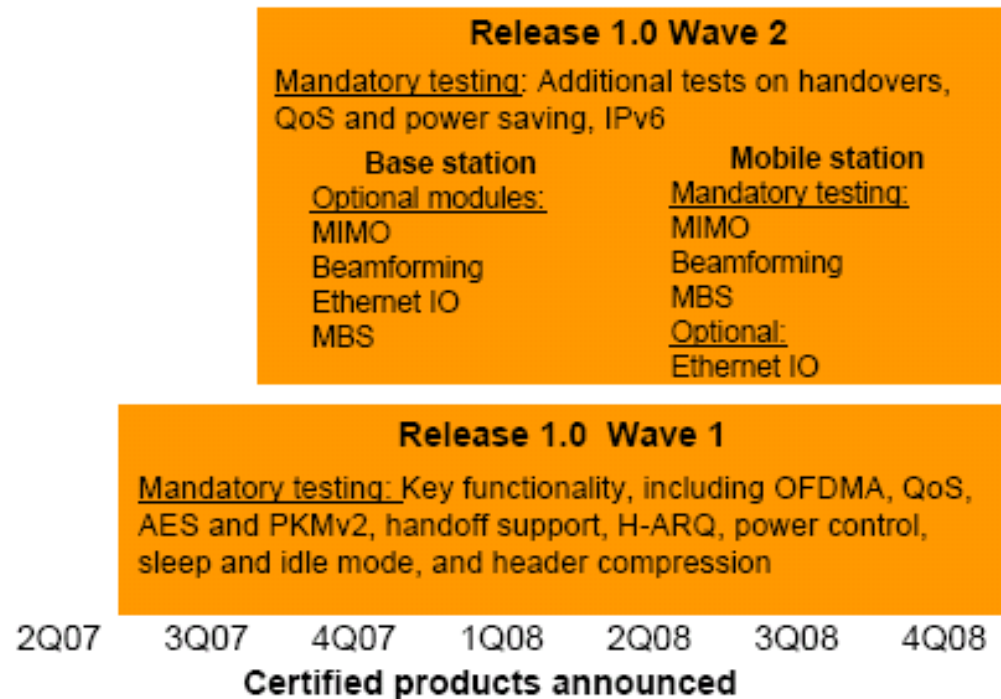 Release 1.0 Wave 2
Mandatory testing: Additional tests on handovers,
QoS and power saving, IPv6
Base station
Optional modules:
MIMO
Beamforming
Ethernet IO
MBS
Mobile station
Mandatory testing:
MIMO
Beamforming
MBS
Optional:
Ethernet IO
Release 1.0 Wave 1
Mandatory testing: Key functionality, including OFDMA, QoS,
AES and PKMv2, handoff support, H-ARQ, power control,
sleep and idle mode, and header compression
2Q07 3Q07 4Q07 1Q08 2Q08 3Q08 4Q08
Certified products announced